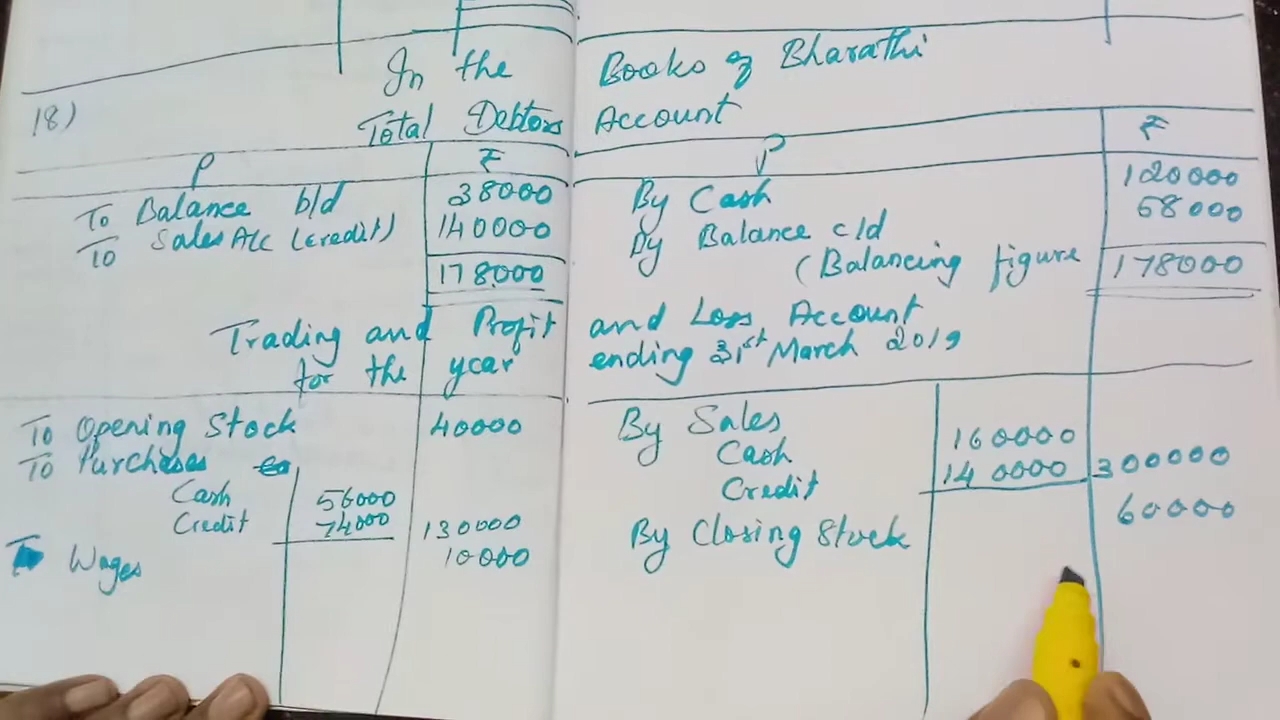 18)
In the Books of Bharathi
Total Debtors Account
P ₹ P ₹
To Balance b/d 38000 By Cash 120000
To Sales A/c (credit) 140000 By Balance c/d 58000
178000 (Balancing figure 178000
Trading and Profit and Loss Account
for the year ending 31st March 2019
To Opening Stock 40000 By Sales
To Purchases Cash 160000
Cash 56000 Credit 140000 300000
Credit 74000 130000 By Closing Stock 60000
Wages 10000